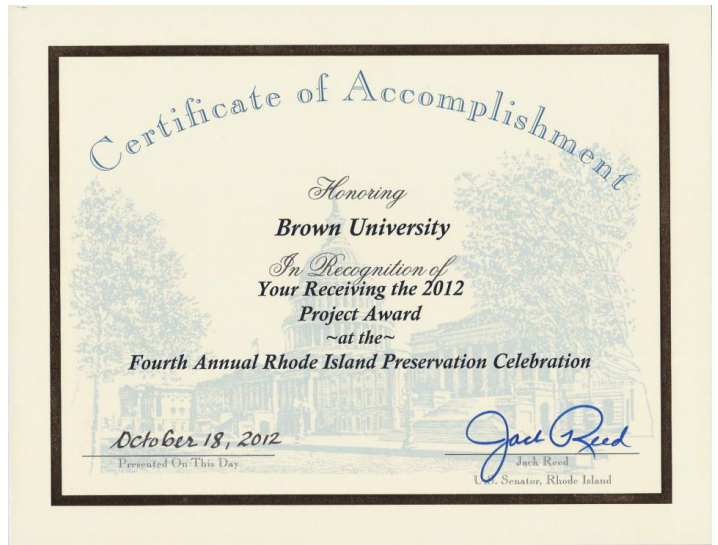 Certificate of Accomplishment
Honoring
Brown University
In Recognition of
Your Receiving the 2012
Project Award
~at the~
Fourth Annual Rhode Island Preservation Celebration
October 18, 2012
Presented On This Day
Jack Reed
Jack Reed
U.S. Senator, Rhode Island